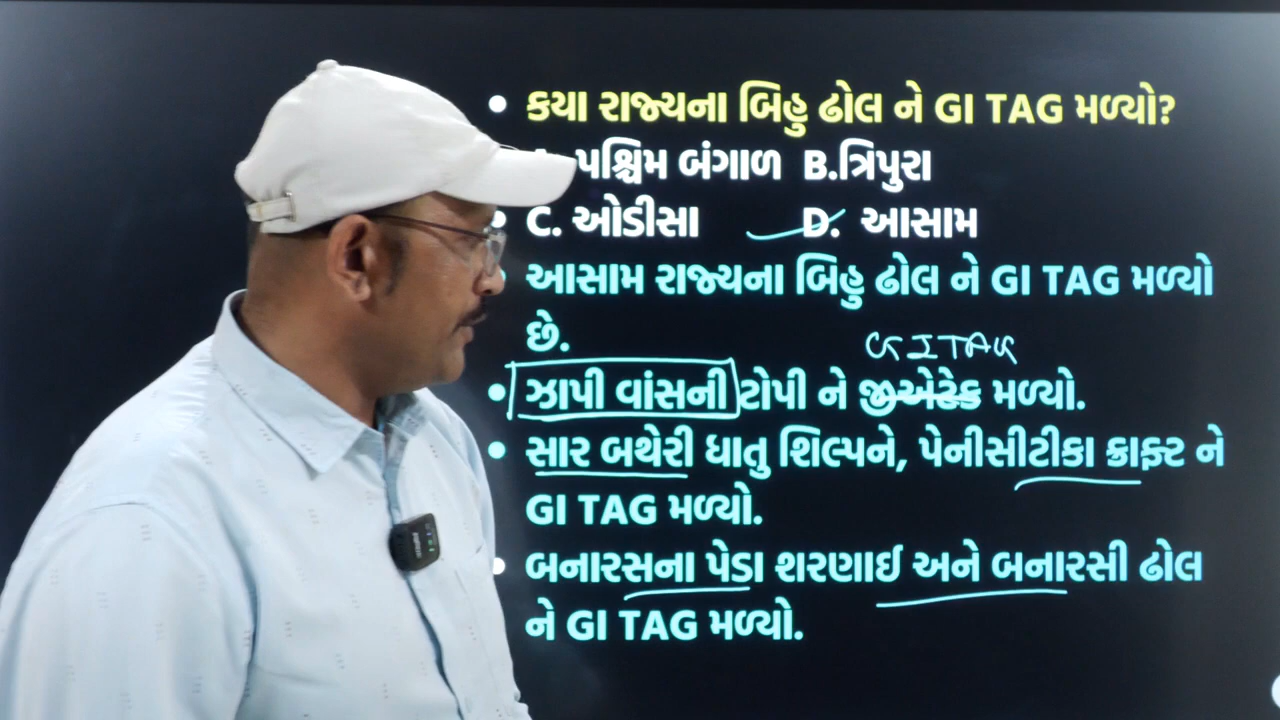 કયા રાજ્યના બિહુ ઢોલ ને GI TAG મળ્યો?
પશ્ચિમ બંગાળ B.ત્રિપુરા
C. ઓડીસા D. આસામ
આસામ રાજ્યના બિહુ ઢોલ ને GI TAG મળ્યો
છે.
GI TAG
ઝાપી વાંસની ટોપી ને જીએટેક મળ્યો.
સાર બથેરી ધાતુ શિલ્પને, પેનીસીટીકા ક્રાફ્ટ ને
GI TAG મળ્યો.
બનારસના પેડા શરણાઈ અને બનારસી ઢોલ
ને GI TAG મળ્યો.